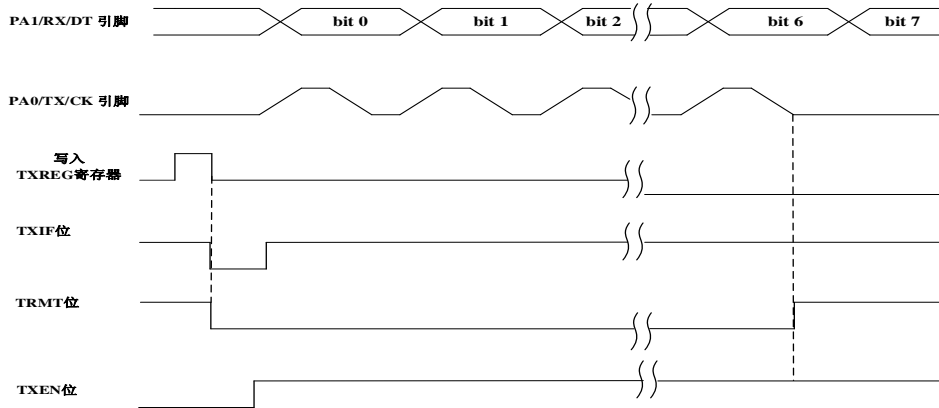 PA1/RX/DT 引脚
bit 0 bit 1 bit 2 bit 6 bit 7
PA0/TX/CK 引脚
写入
TXREG寄存器
TXIF位
TRMT位
TXEN位